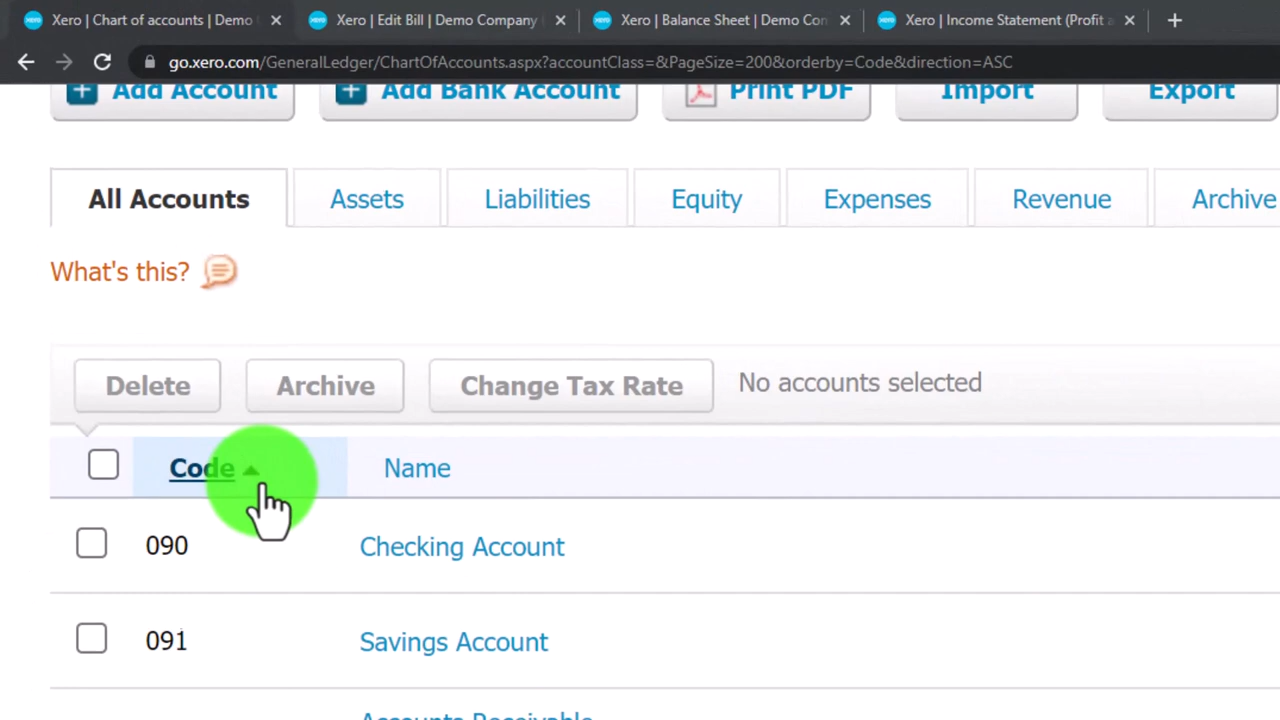 Xero | Chart of accounts | Demo
Xero | Edit Bill | Demo Company
Xero | Balance Sheet | Demo Con
Xero | Income Statement (Profit a
go.xero.com/GeneralLedger/ChartOfAccounts.aspx?accountClass=&PageSize=200&orderby=Code&direction=ASC
Add Account
Add Bank Account
Print PDF
Import
Export
All Accounts
Assets
Liabilities
Equity
Expenses
Revenue
Archive
What's this?
Delete
Archive
Change Tax Rate
No accounts selected
Code
Name
090
Checking Account
091
Savings Account
Accounts Receivable